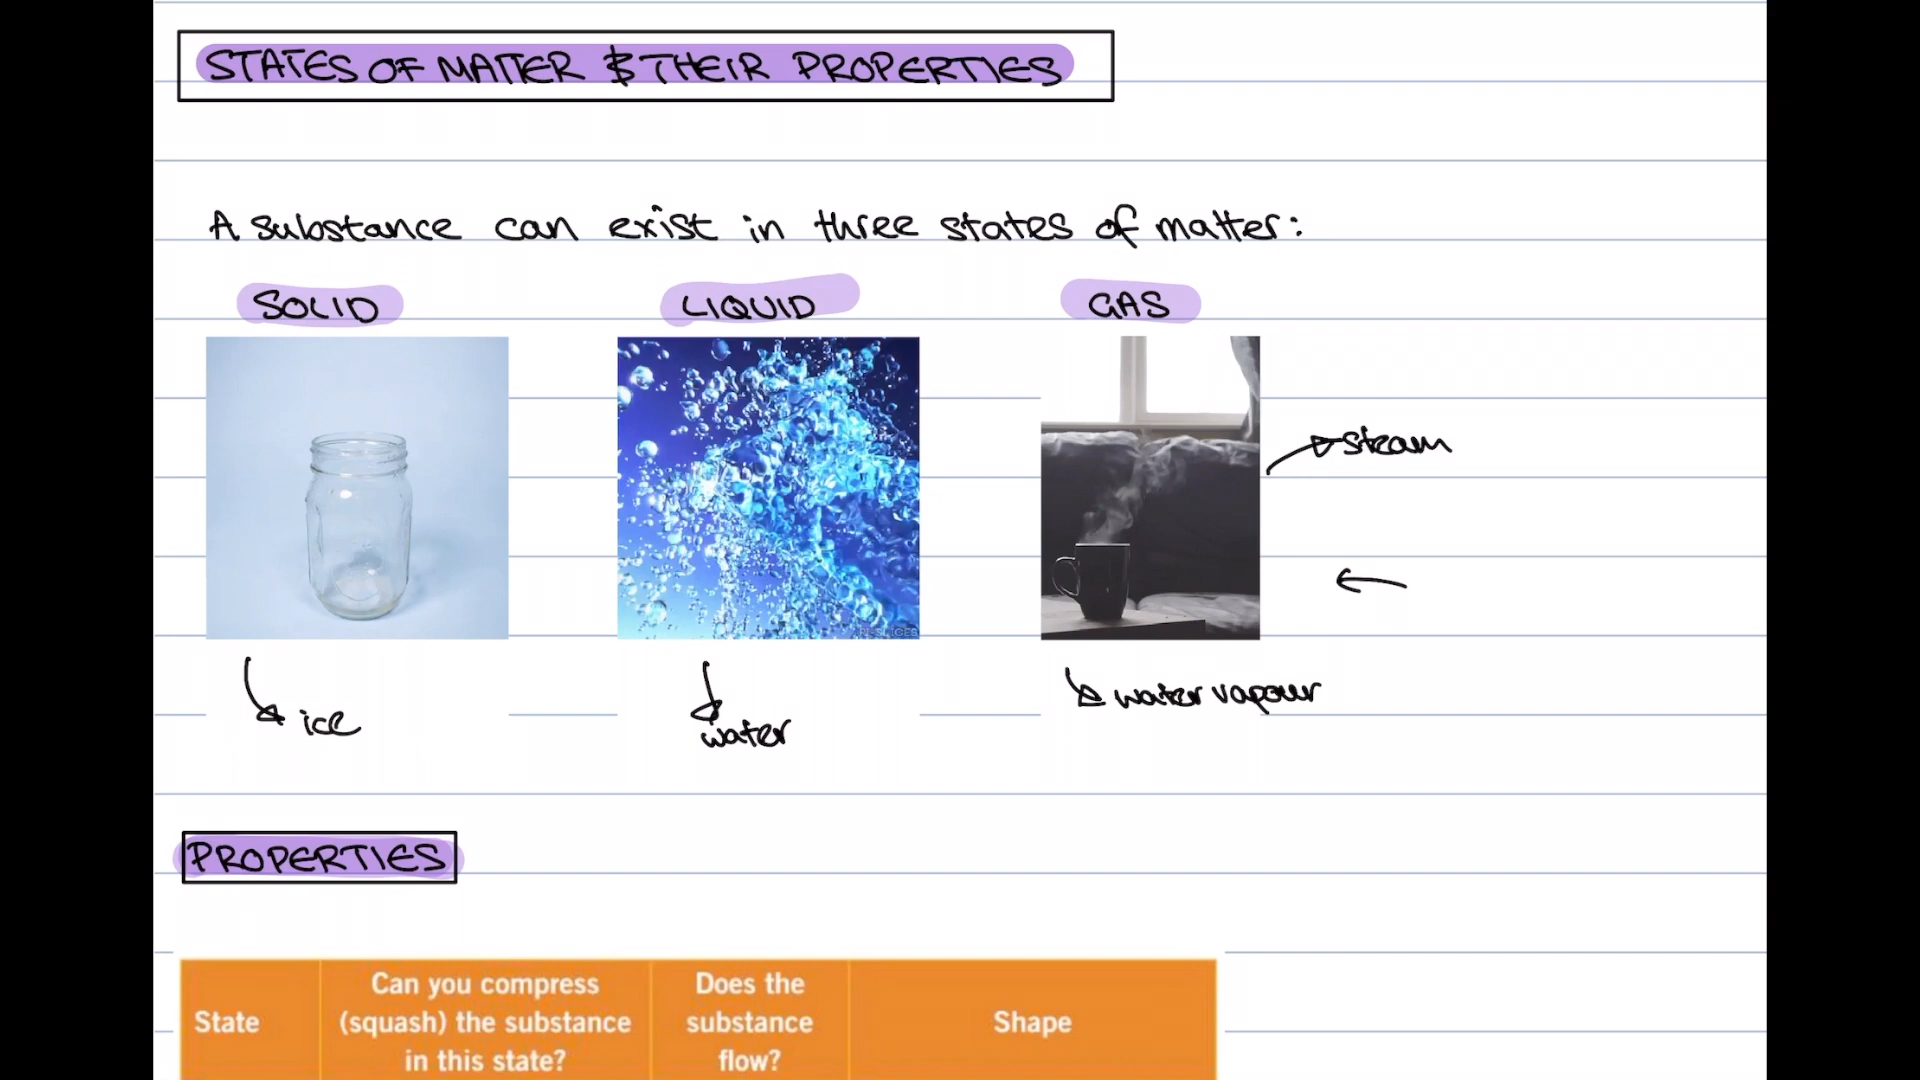 STATES OF MATTER & THEIR PROPERTIES
A substance can exist in three states of matter:
SOLID LIQUID GAS
steam
ice
water
water vapour
PROPERTIES
State
Can you compress
(squash) the substance
in this state?
Does the
substance
flow?
Shape